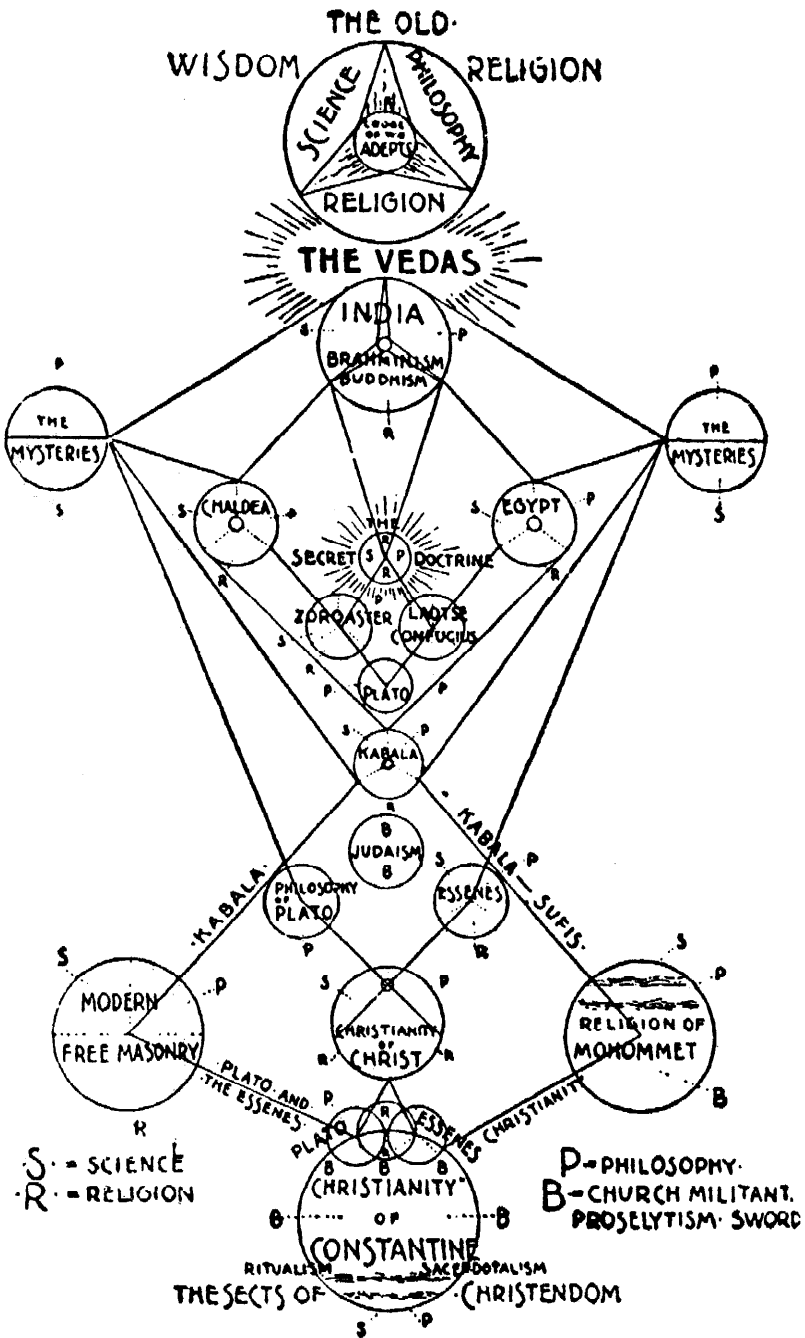 THE OLD·
WISDOM RELIGION
SCIENCE
PHILOSOPHY
LODGE
OF THE
ADEPTS
RELIGION
THE VEDAS
INDIA
S P
BRAHMINISM
BUDDHISM
R
P
THE
MYSTERIES
S
P
THE
MYSTERIES
S
CHALDEA
S P
R
EGYPT
S P
R
THE
SECRET DOCTRINE
R
S P
R
P
ZOROASTER
S
R
LAOTSE
CONFUCIUS
P P
PLATO
S P
KABALA
R
B
JUDAISM
B
·KABALA·
·KABALA—SUFIS·
PHILOSOPHY
OF
PLATO
P
S P
ESSENES
R
S
P
MODERN
FREE MASONRY
R
S P
CHRISTIANITY
OF
CHRIST
R R
S
P
RELIGION OF
MOHOMMET
B
PLATO AND
THE ESSENES
CHRISTIANITY
P
PLATO
R
ESSENES
B B B B
CHRISTIANITY"
B OF B
CONSTANTINE
RITUALISM SACERDOTALISM
THE SECTS OF CHRISTENDOM
S P
·S· = SCIENCE
·R· = RELIGION
P = PHILOSOPHY·
B = CHURCH MILITANT.
PROSELYTISM· SWORD